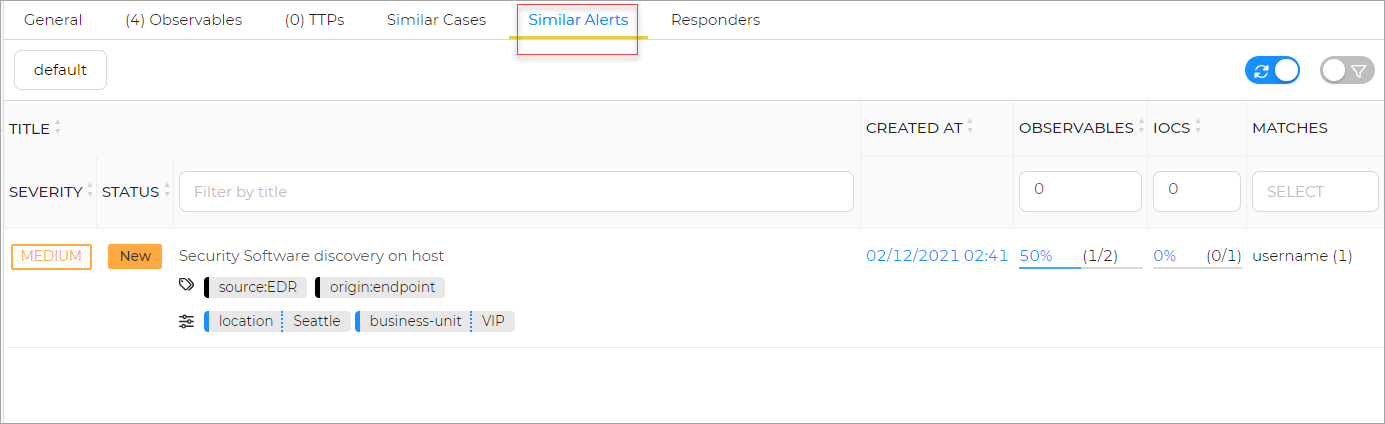 General (4) Observables (0) TTPs Similar Cases Similar Alerts Responders
default
TITLE CREATED AT OBSERVABLES IOCS MATCHES
SEVERITY STATUS Filter by title 0 0 SELECT
MEDIUM New Security Software discovery on host 02/12/2021 02:41 50% (1/2) 0% (0/1) username (1)
source:EDR origin:endpoint
location Seattle business-unit VIP